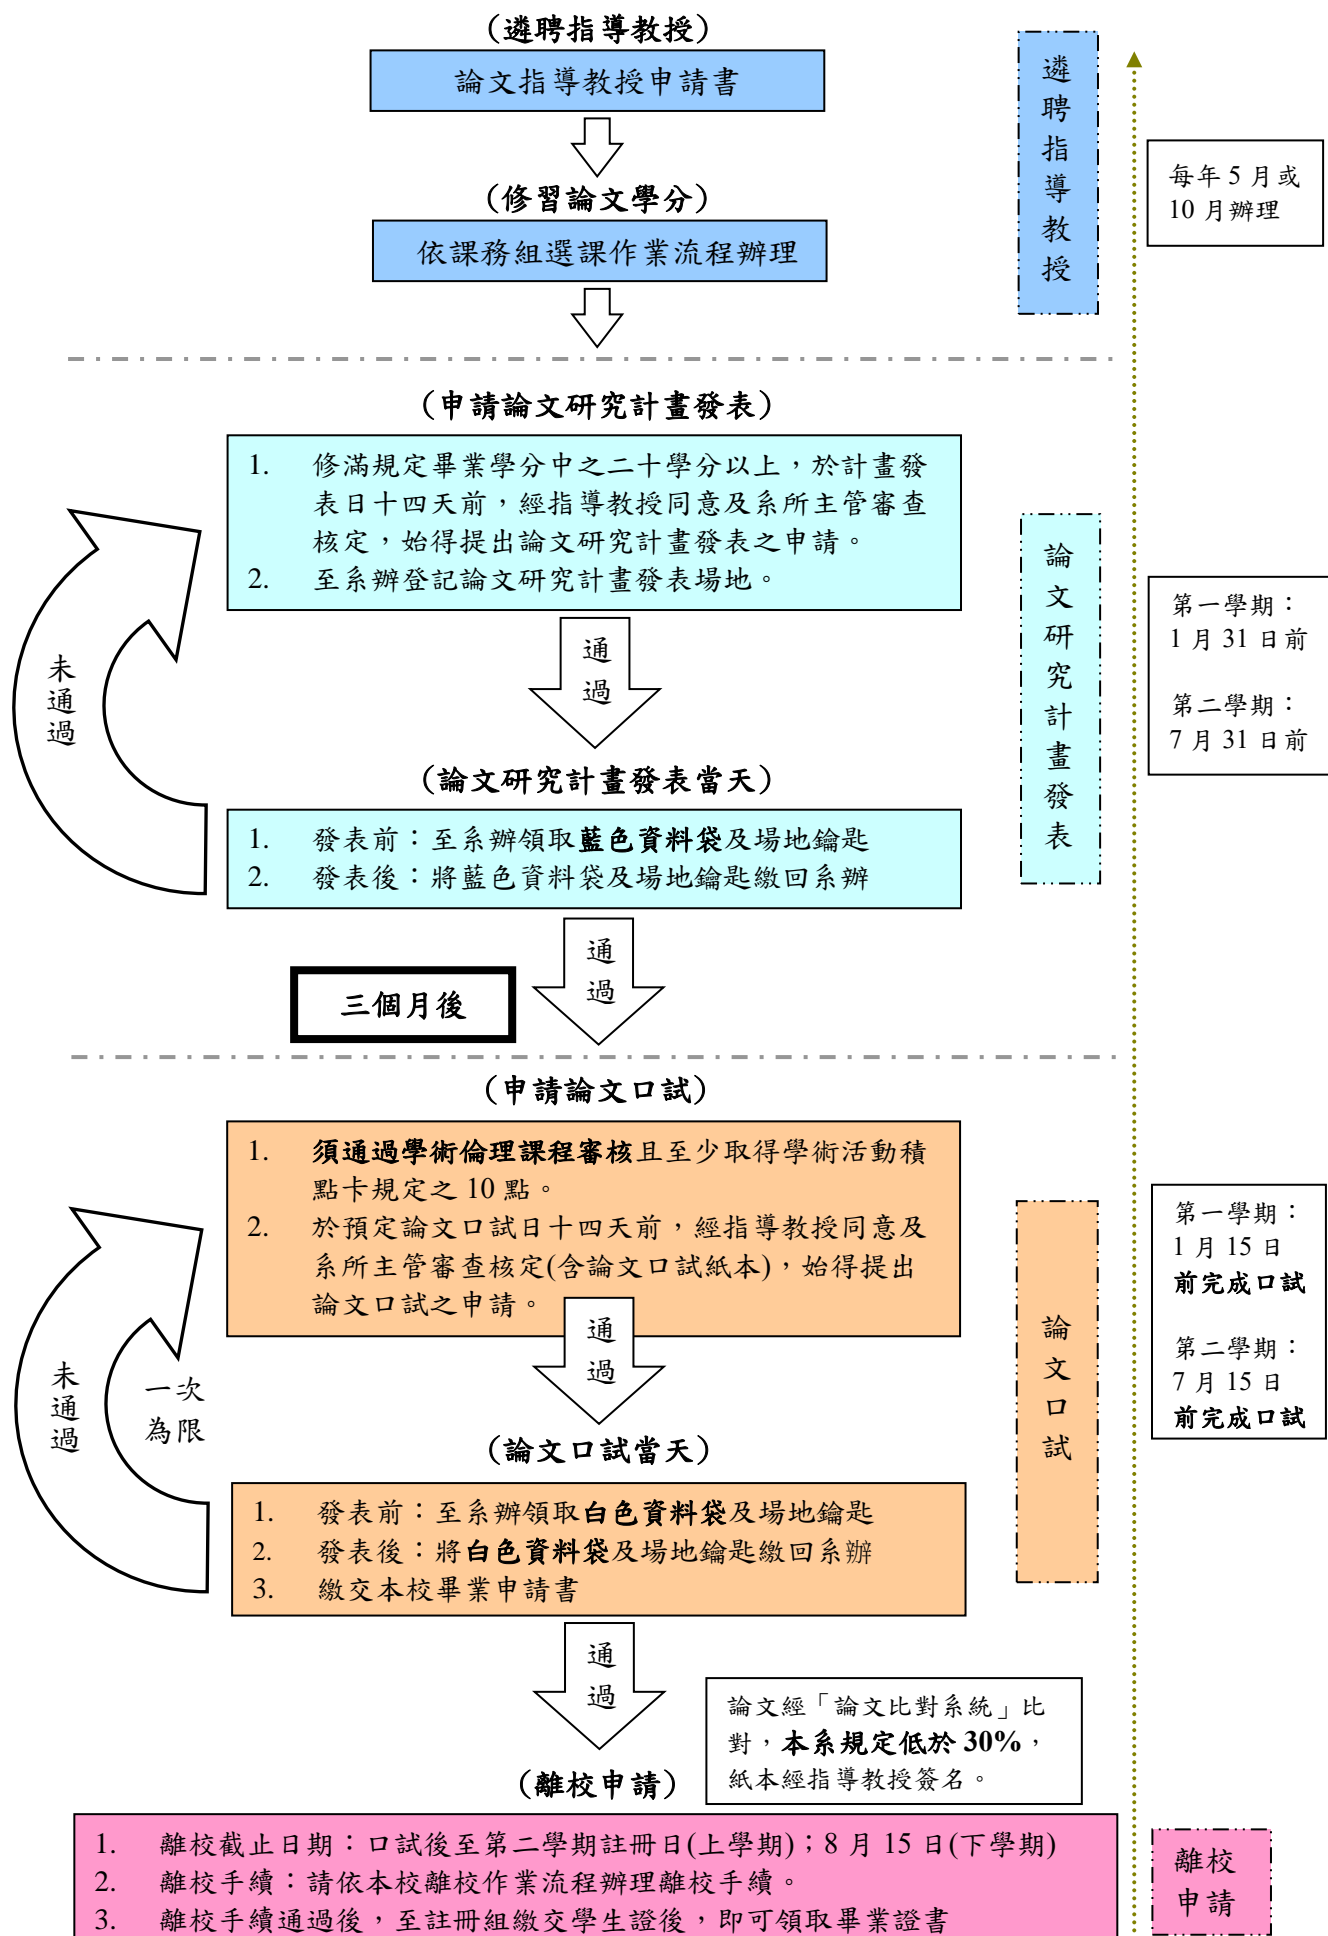 （遴聘指導教授）
論文指導教授申請書
（修習論文學分）
依課務組選課作業流程辦理
遴聘指導教授
每年 5 月或
10 月辦理
（申請論文研究計畫發表）
1. 修滿規定畢業學分中之二十學分以上，於計畫發
表日十四天前，經指導教授同意及系所主管審查
核定，始得提出論文研究計畫發表之申請。
2. 至系辦登記論文研究計畫發表場地。
未通過
通過
論文研究計畫發表
第一學期：
1 月 31 日前
第二學期：
7 月 31 日前
（論文研究計畫發表當天）
1. 發表前：至系辦領取藍色資料袋及場地鑰匙
2. 發表後：將藍色資料袋及場地鑰匙繳回系辦
通過
三個月後
（申請論文口試）
1. 須通過學術倫理課程審核且至少取得學術活動積
點卡規定之 10 點。
2. 於預定論文口試日十四天前，經指導教授同意及
系所主管審查核定(含論文口試紙本)，始得提出
論文口試之申請。
通過
未通過
一次
為限
論文口試
第一學期：
1 月 15 日
前完成口試
第二學期：
7 月 15 日
前完成口試
（論文口試當天）
1. 發表前：至系辦領取白色資料袋及場地鑰匙
2. 發表後：將白色資料袋及場地鑰匙繳回系辦
3. 繳交本校畢業申請書
通過
論文經「論文比對系統」比
對，本系規定低於 30%，
紙本經指導教授簽名。
（離校申請）
1. 離校截止日期：口試後至第二學期註冊日(上學期)；8 月 15 日(下學期)
2. 離校手續：請依本校離校作業流程辦理離校手續。
3. 離校手續通過後，至註冊組繳交學生證後，即可領取畢業證書
離校
申請